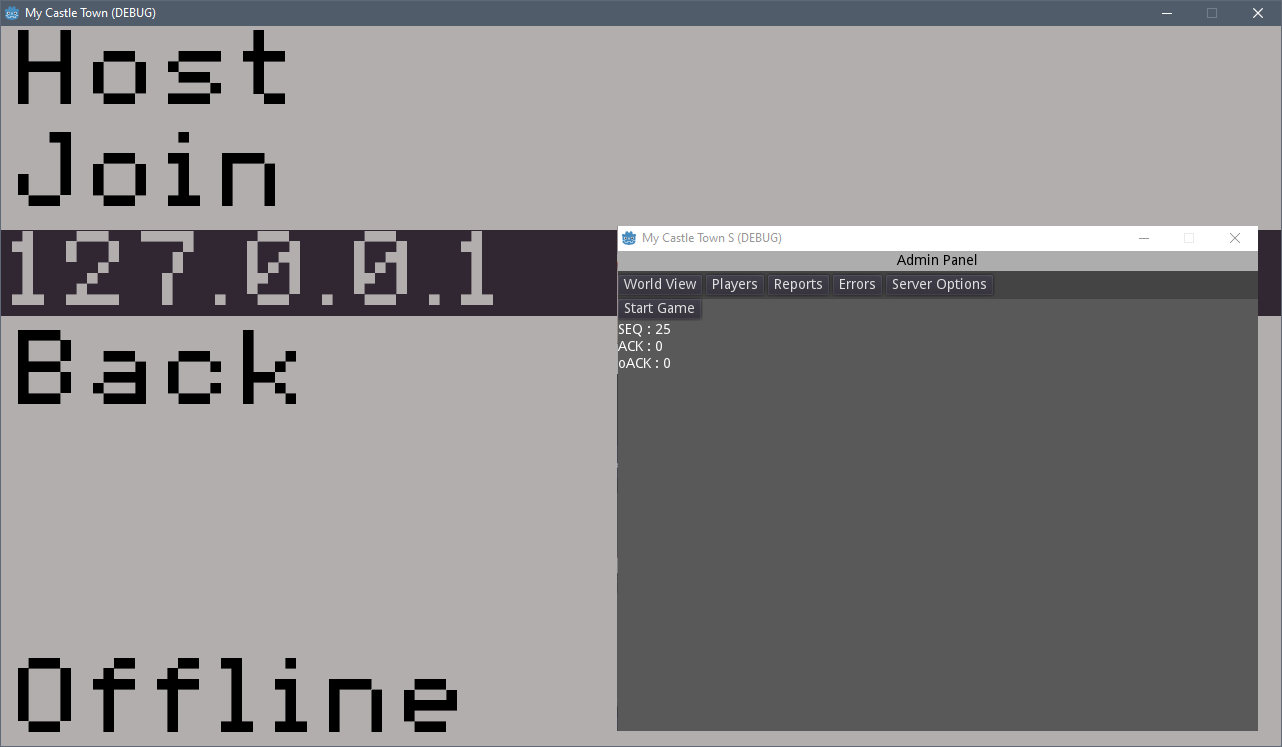 My Castle Town (DEBUG)
Host
Join
127.0.0.1
Back
Offline
My Castle Town S (DEBUG)
Admin Panel
World View Players Reports Errors Server Options
Start Game
SEQ : 25
ACK : 0
oACK : 0